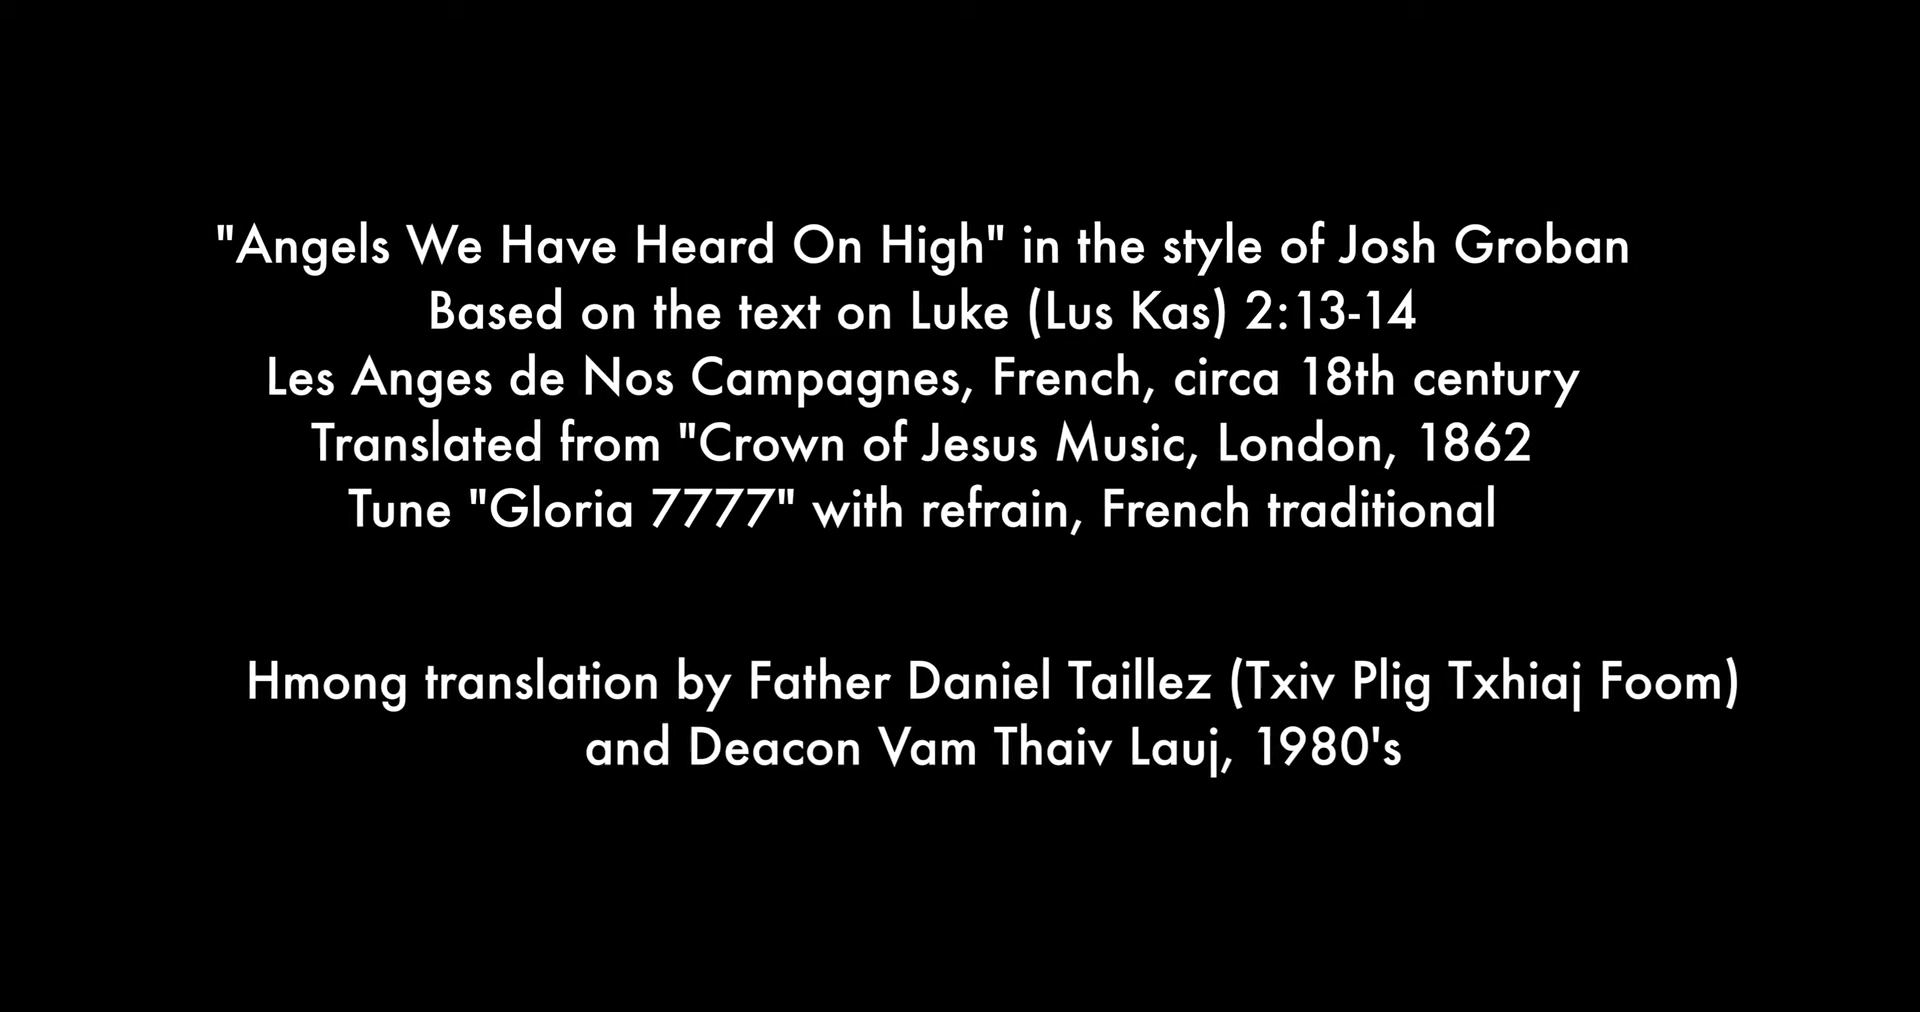 "Angels We Have Heard On High" in the style of Josh Groban
Based on the text on Luke (Lus Kas) 2:13-14
Les Anges de Nos Campagnes, French, circa 18th century
Translated from "Crown of Jesus Music, London, 1862
Tune "Gloria 7777" with refrain, French traditional
Hmong translation by Father Daniel Taillez (Txiv Plig Txhiaj Foom)
and Deacon Vam Thaiv Lauj, 1980's